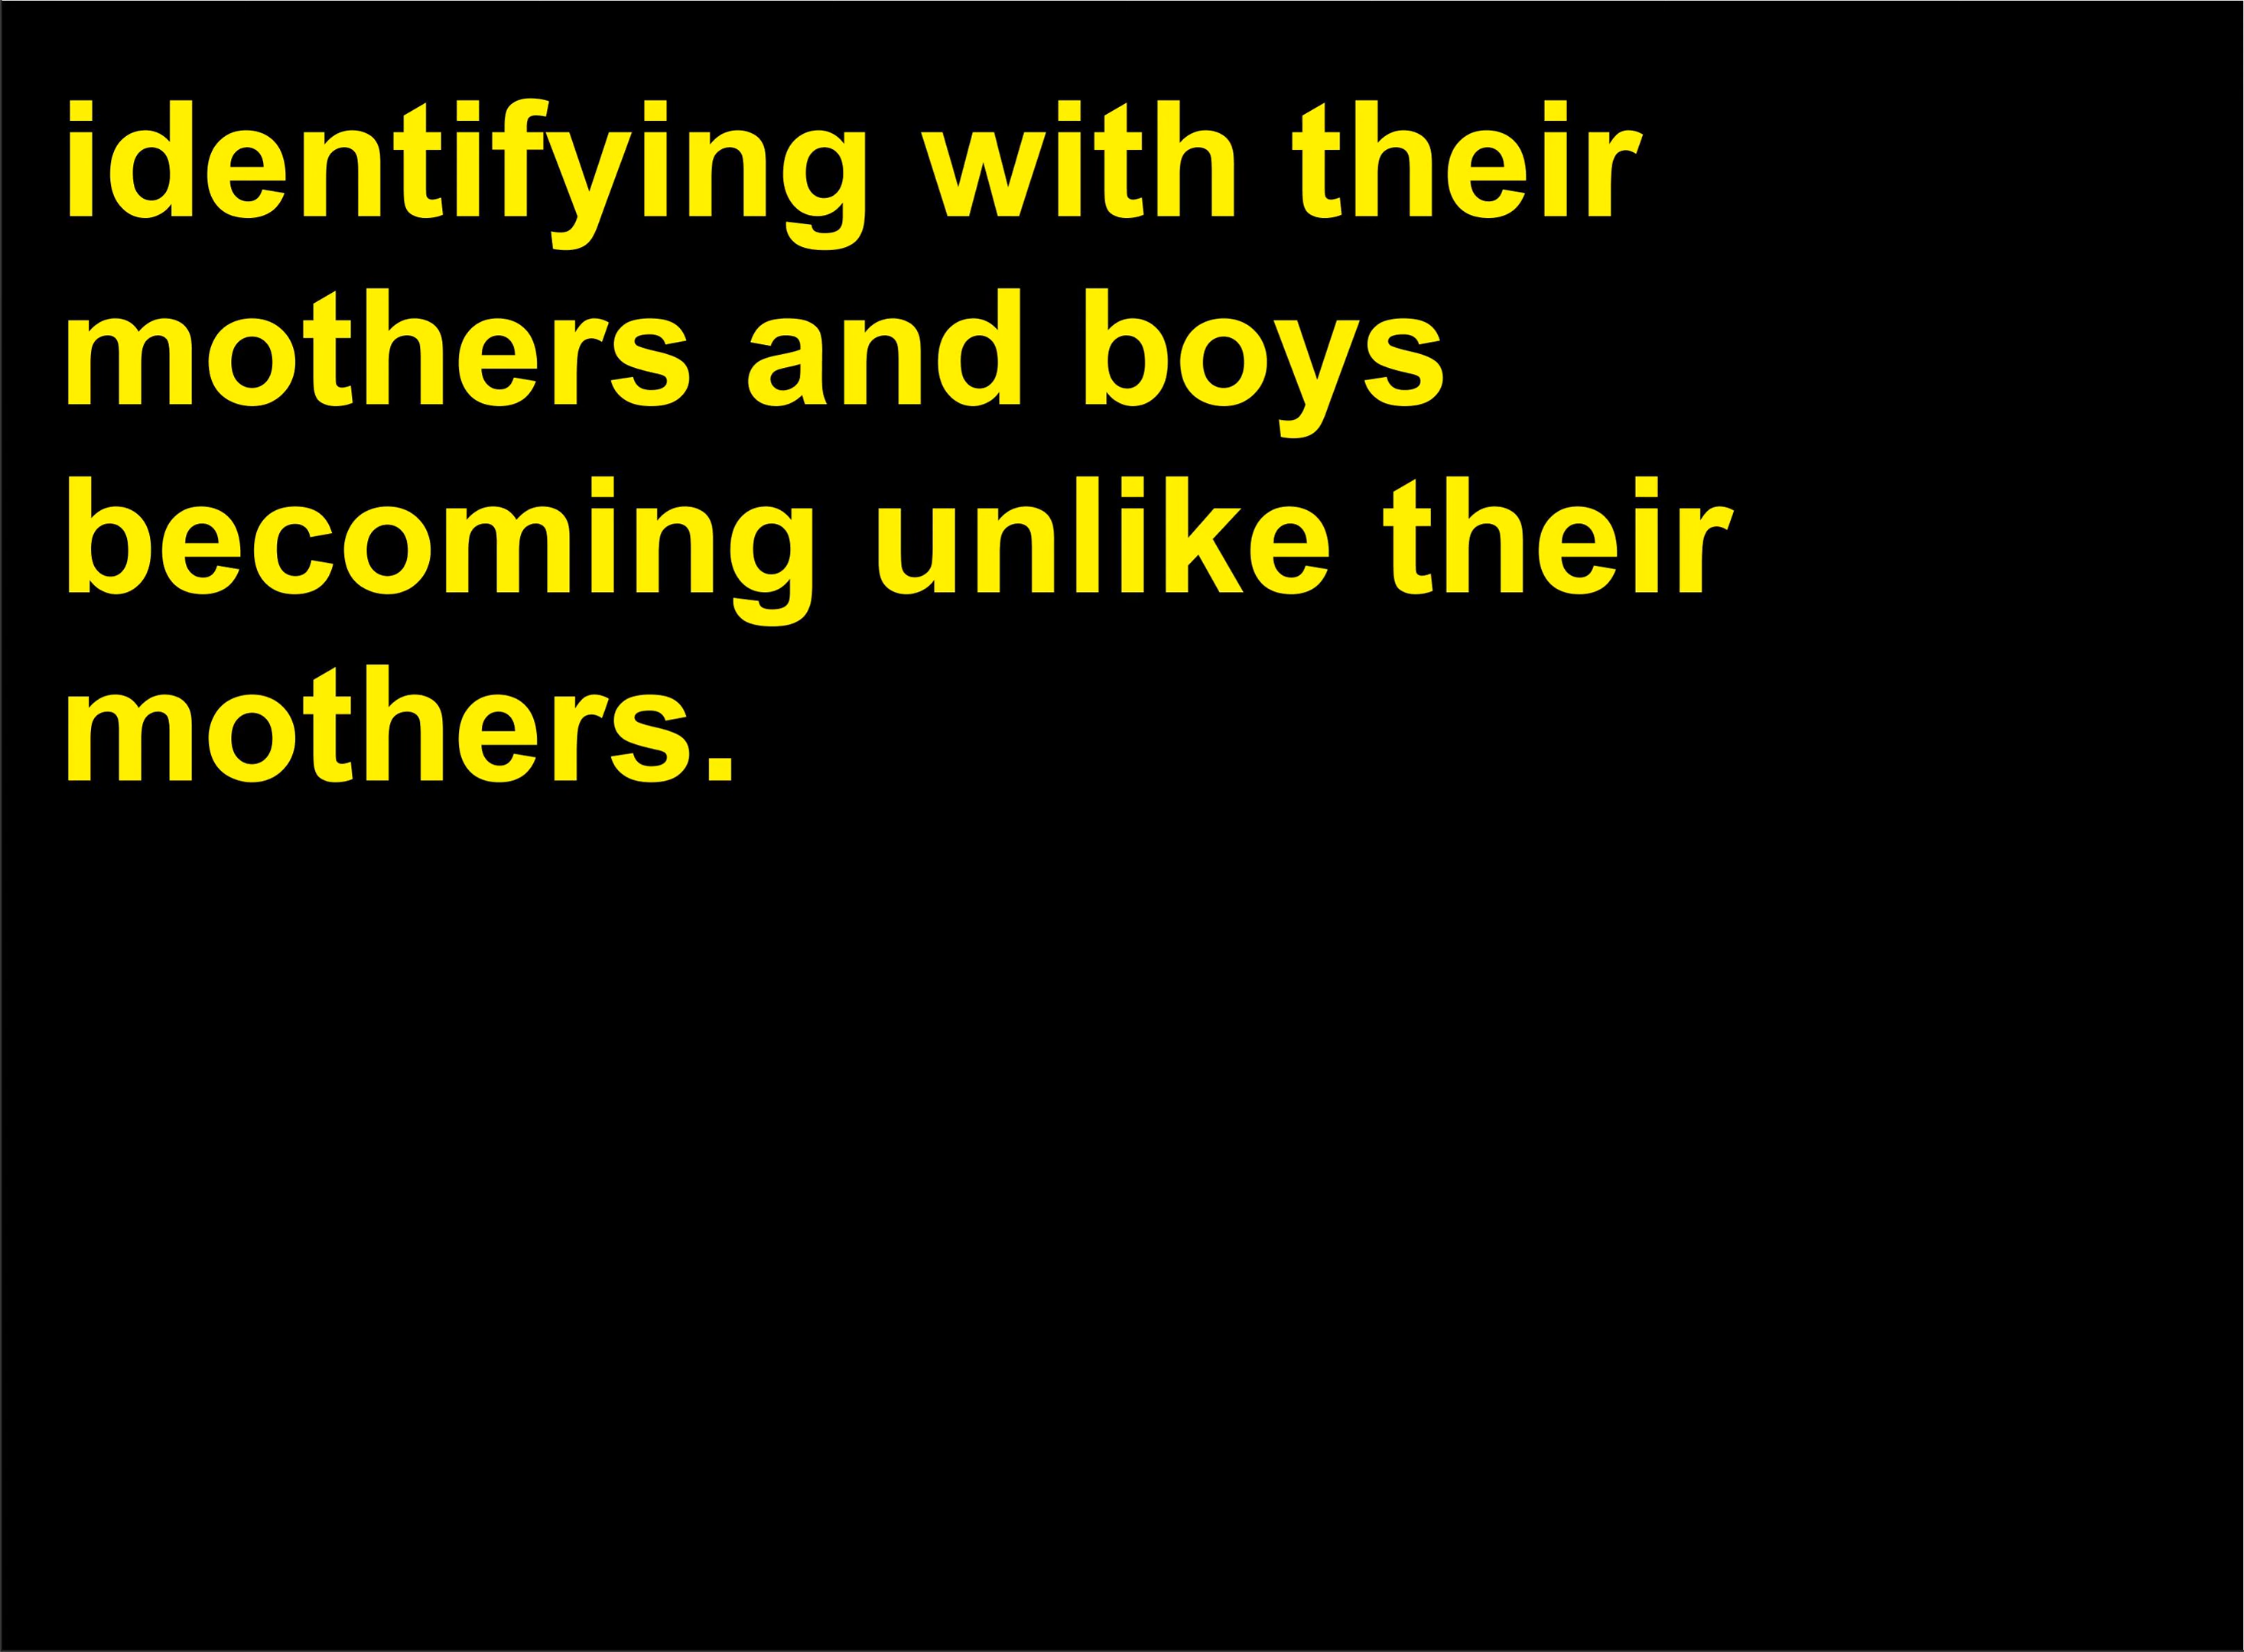 identifying with their
mothers and boys
becoming unlike their
mothers.